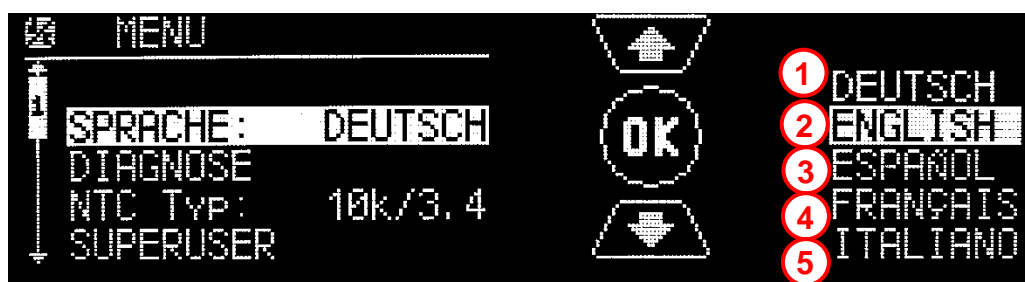 MENU
1
SPRACHE: DEUTSCH
DIAGNOSE
NTC Typ: 10k/3.4
SUPERUSER
OK
1 DEUTSCH
2 ENGLISH
3 ESPAÑOL
4 FRANÇAIS
5 ITALIANO